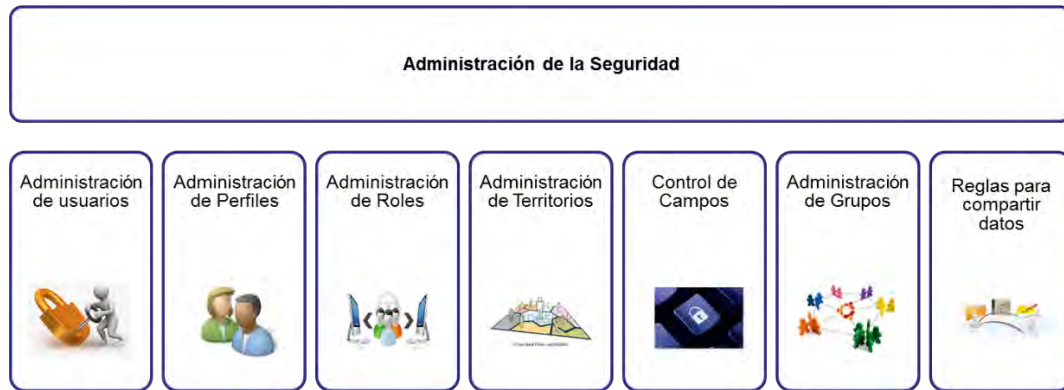 Administración de la Seguridad
Administración
de usuarios
Administración
de Perfiles
Administración
de Roles
Administración
de Territorios
Control de
Campos
Administración
de Grupos
Reglas para
compartir
datos